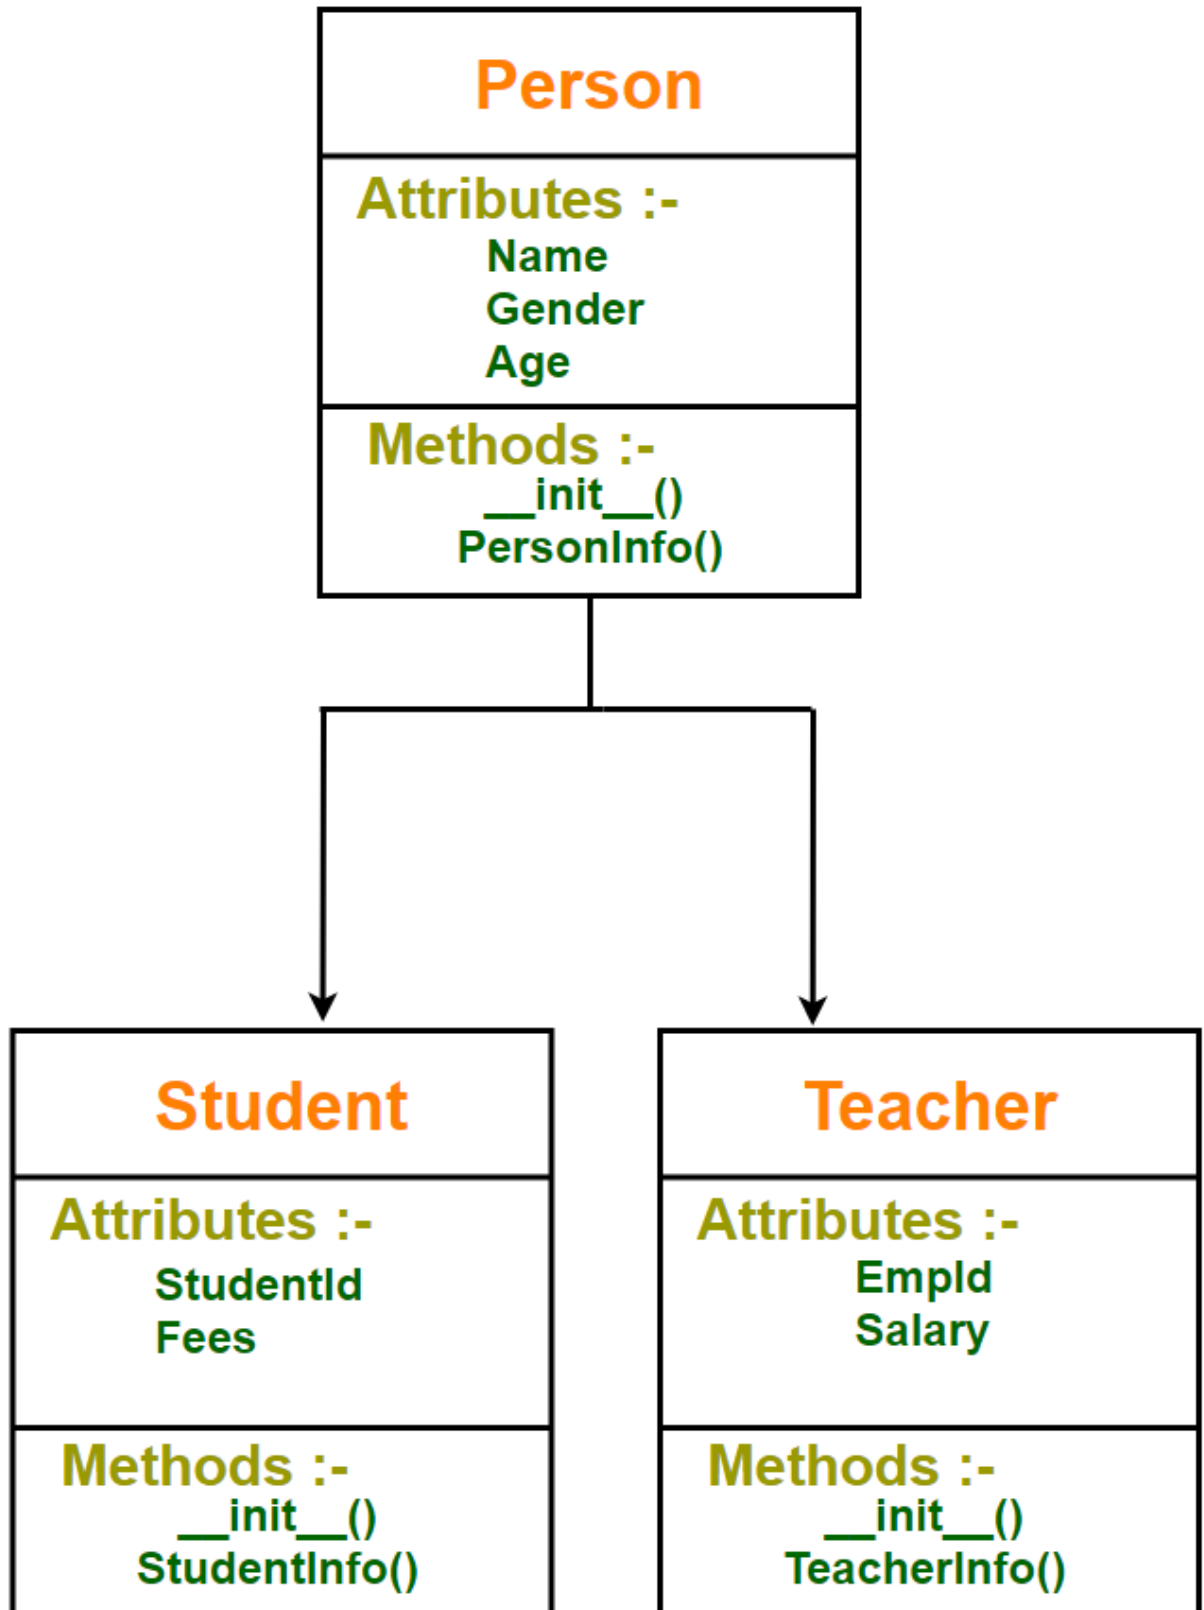 Person
Attributes :-
Name
Gender
Age
Methods :-
__init__()
PersonInfo()
Student
Attributes :-
StudentId
Fees
Methods :-
__init__()
StudentInfo()
Teacher
Attributes :-
EmpId
Salary
Methods :-
__init__()
TeacherInfo()